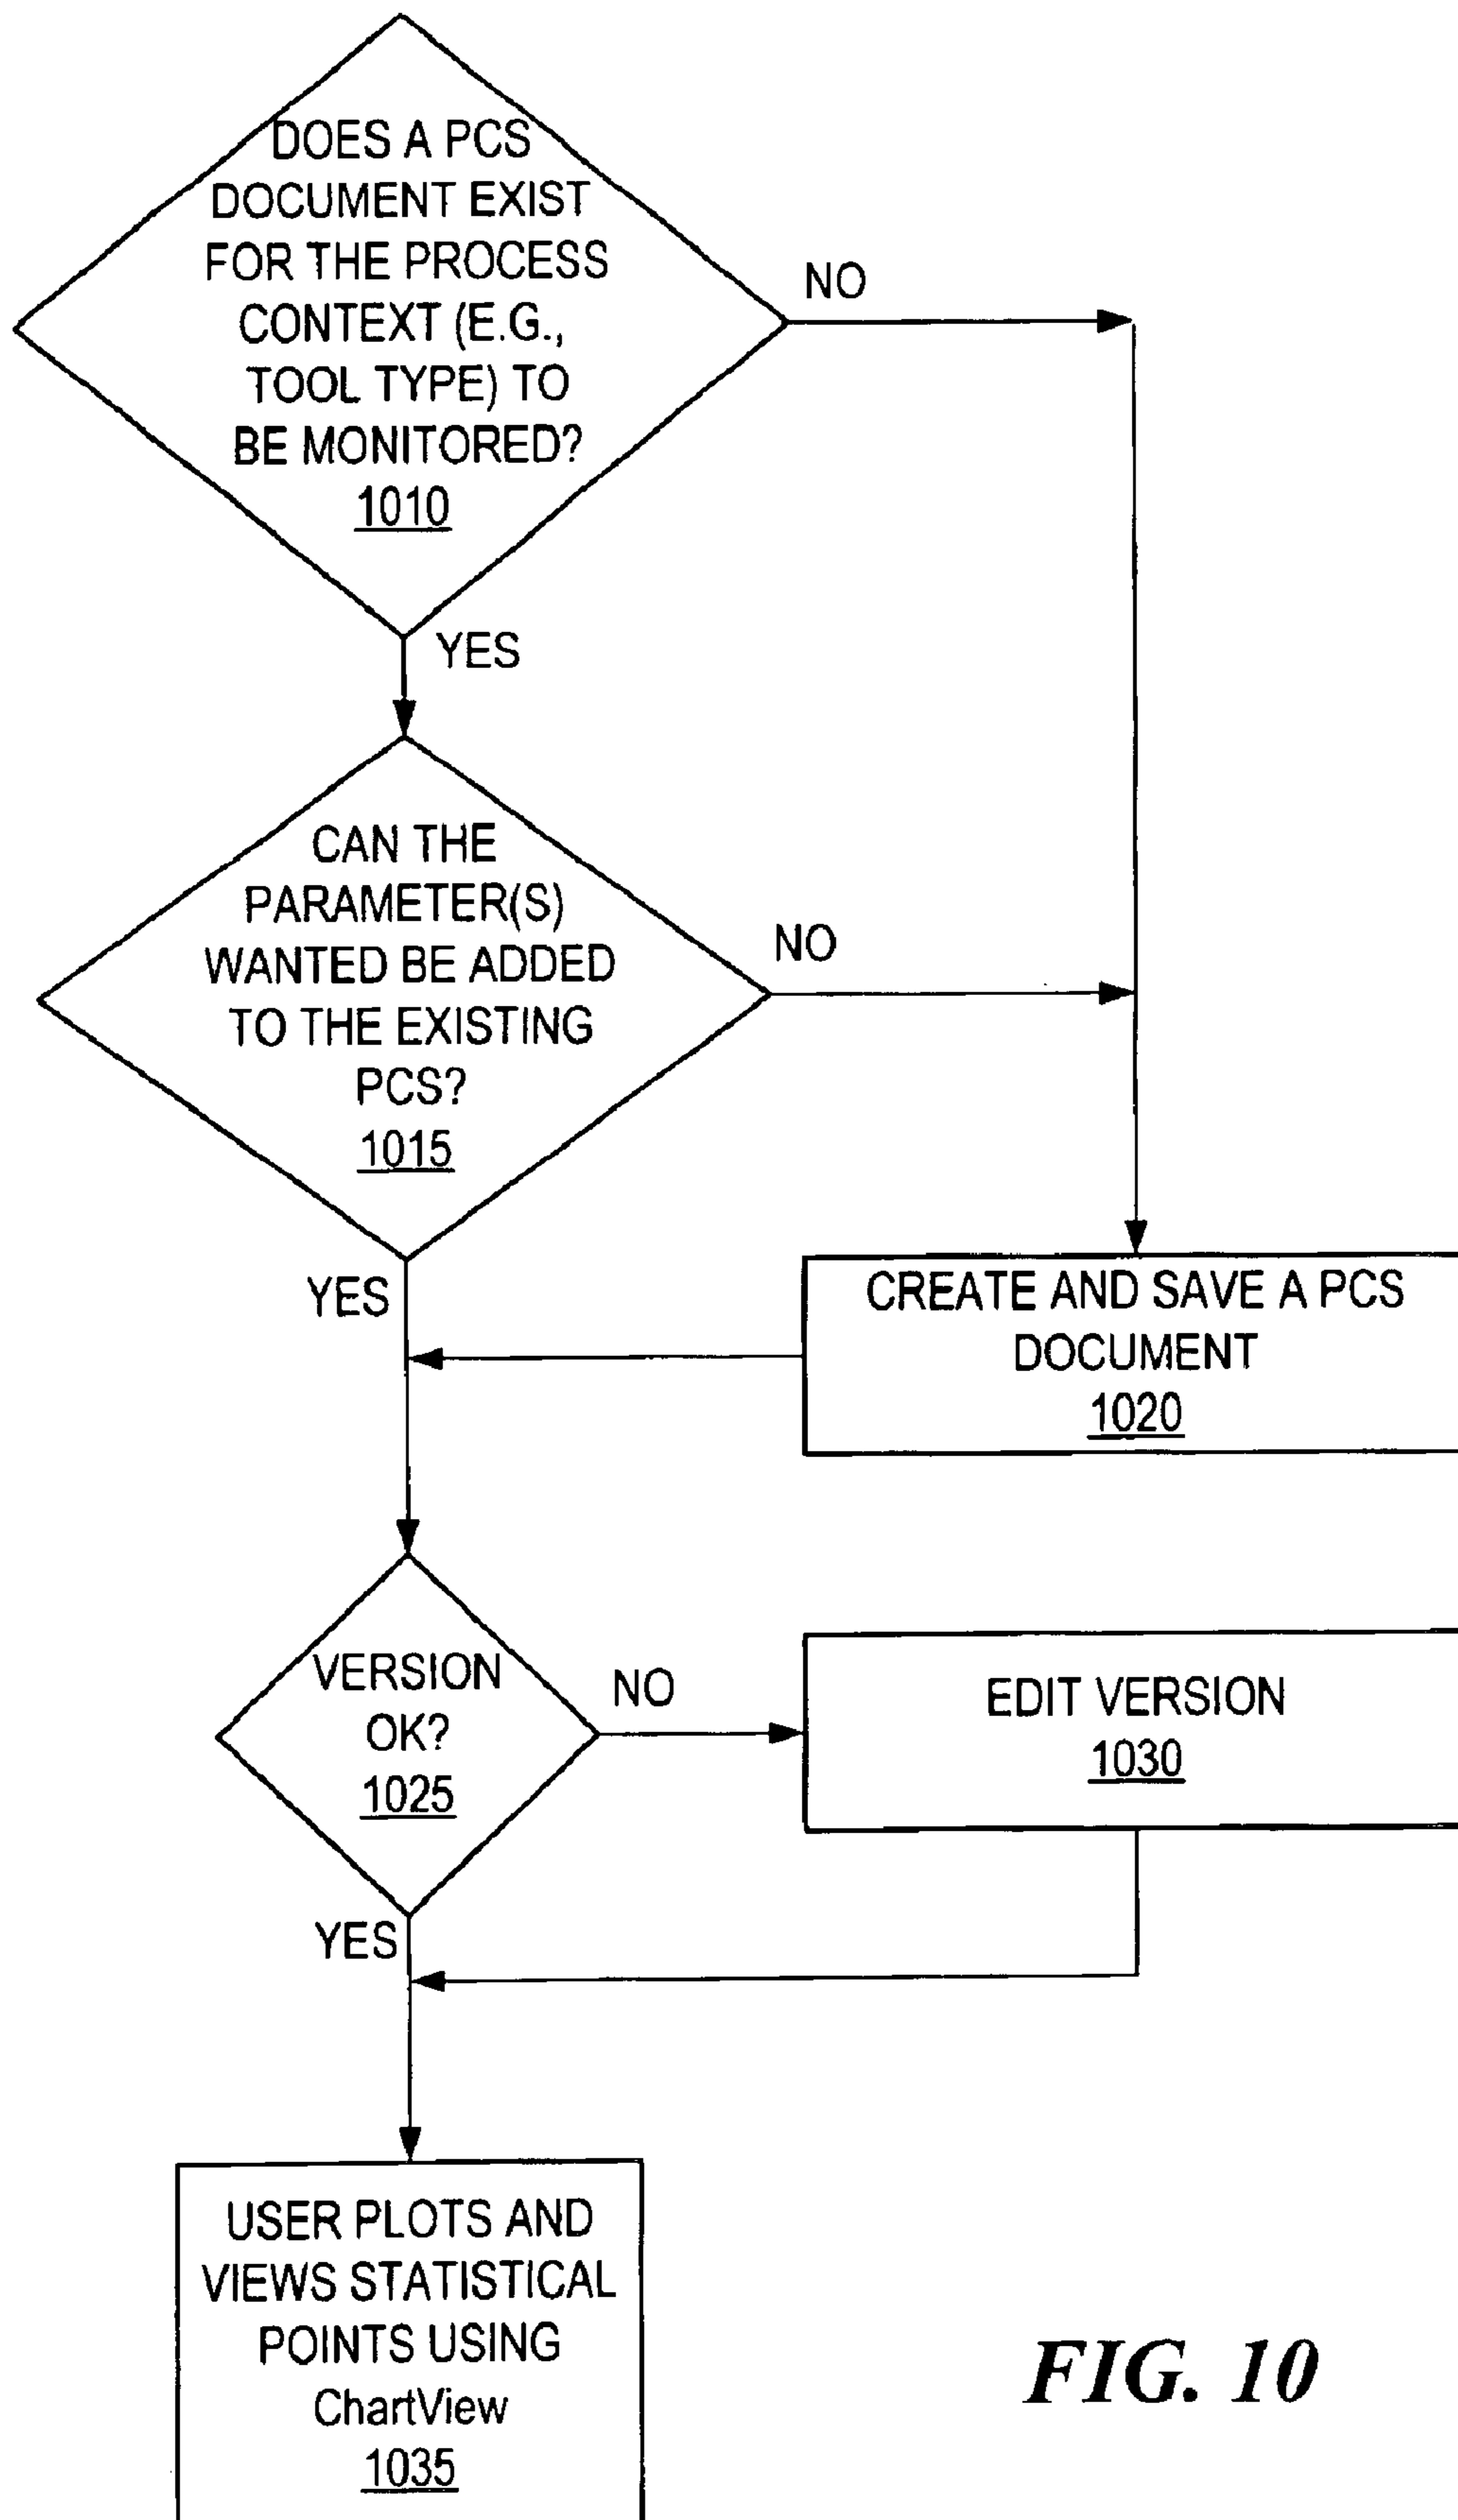 DOES A PCS
DOCUMENT EXIST
FOR THE PROCESS
CONTEXT (E.G.,
TOOL TYPE) TO
BE MONITORED?
1010
NO
YES
CAN THE
PARAMETER(S)
WANTED BE ADDED
TO THE EXISTING
PCS?
1015
NO
YES
CREATE AND SAVE A PCS
DOCUMENT
1020
VERSION
OK?
1025
NO
EDIT VERSION
1030
YES
USER PLOTS AND
VIEWS STATISTICAL
POINTS USING
ChartView
1035
FIG. 10